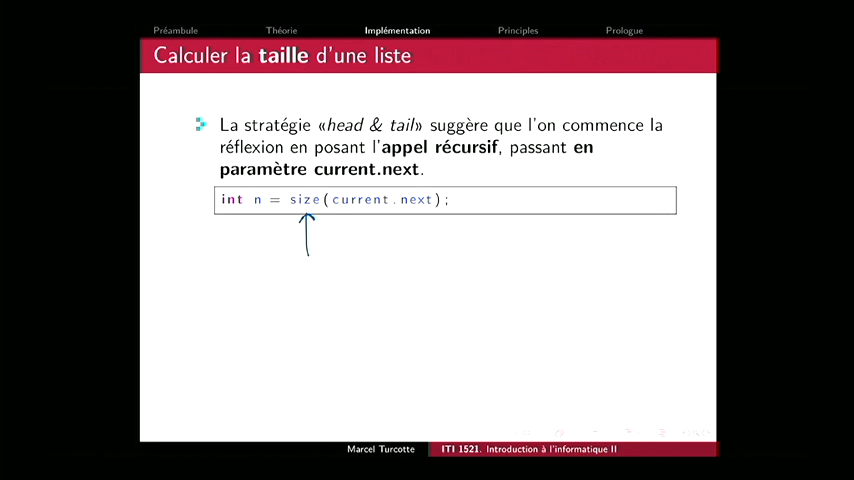 Préambule Théorie Implémentation Principles Prologue
Calculer la taille d'une liste
La stratégie «head & tail» suggère que l'on commence la
réflexion en posant l'appel récursif, passant en
paramètre current.next.
int n = size(current.next);
Marcel Turcotte ITI 1521. Introduction à l'informatique II